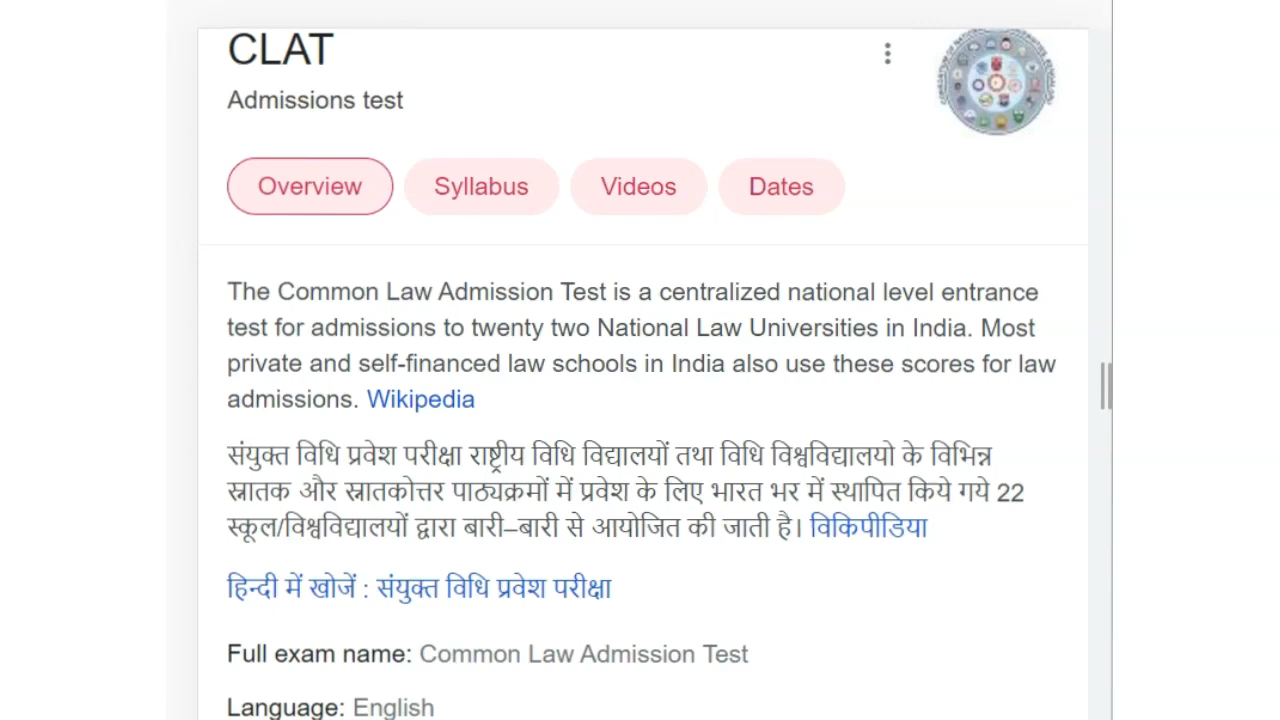 CLAT
Admissions test
Overview Syllabus Videos Dates
The Common Law Admission Test is a centralized national level entrance
test for admissions to twenty two National Law Universities in India. Most
private and self-financed law schools in India also use these scores for law
admissions. Wikipedia
संयुक्त विधि प्रवेश परीक्षा राष्ट्रीय विधि विद्यालयों तथा विधि विश्वविद्यालयो के विभिन्न
स्नातक और स्नातकोत्तर पाठ्यक्रमों में प्रवेश के लिए भारत भर में स्थापित किये गये 22
स्कूल/विश्वविद्यालयों द्वारा बारी–बारी से आयोजित की जाती है। विकिपीडिया
हिन्दी में खोजें : संयुक्त विधि प्रवेश परीक्षा
Full exam name: Common Law Admission Test
Language: English